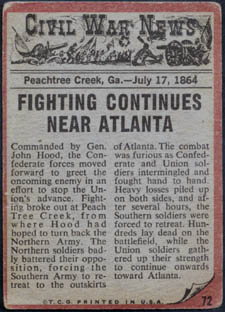 CIVIL WAR NEWS
Peachtree Creek, Ga.—July 17, 1864
FIGHTING CONTINUES
NEAR ATLANTA
Commanded by Gen.
John Hood, the Con-
federate forces moved
forward to greet the
oncoming enemy in an
effort to stop the Un-
ion's advance. Fight-
ing broke out at Peach
Tree Creek, from
where Hood had
hoped to turn back the
Northern Army. The
Northern soldiers bad-
ly battered their oppo-
sition, forcing the
Southern Army to re-
treat to the outskirts
of Atlanta. The combat
was furious as Confed-
erate and Union sol-
diers intermingled and
fought hand to hand.
Heavy losses piled up
on both sides, and af-
ter several hours, the
Southern soldiers were
forced to retreat. Hun-
dreds lay dead on the
battlefield, while the
Union soldiers gath-
ered up their strength
to continue onwards
toward Atlanta.
©T.C.G. PRINTED IN U.S.A.
72